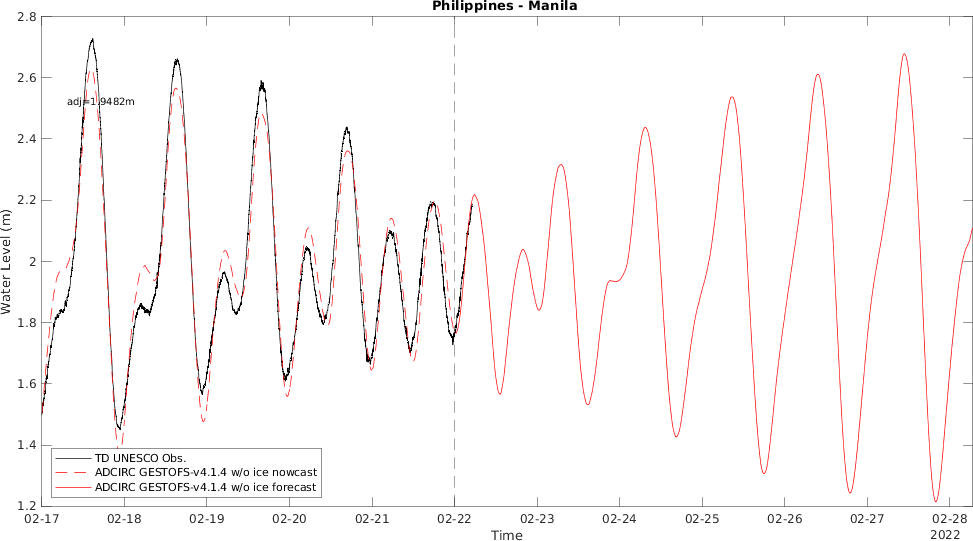 Philippines - Manila
2.8
2.6
2.4
2.2
2
1.8
1.6
1.4
1.2
Water Level (m)
adj=1.9482m
TD UNESCO Obs.
ADCIRC GESTOFS-v4.1.4 w/o ice nowcast
ADCIRC GESTOFS-v4.1.4 w/o ice forecast
02-17 02-18 02-19 02-20 02-21 02-22 02-23 02-24 02-25 02-26 02-27 02-28
Time
2022